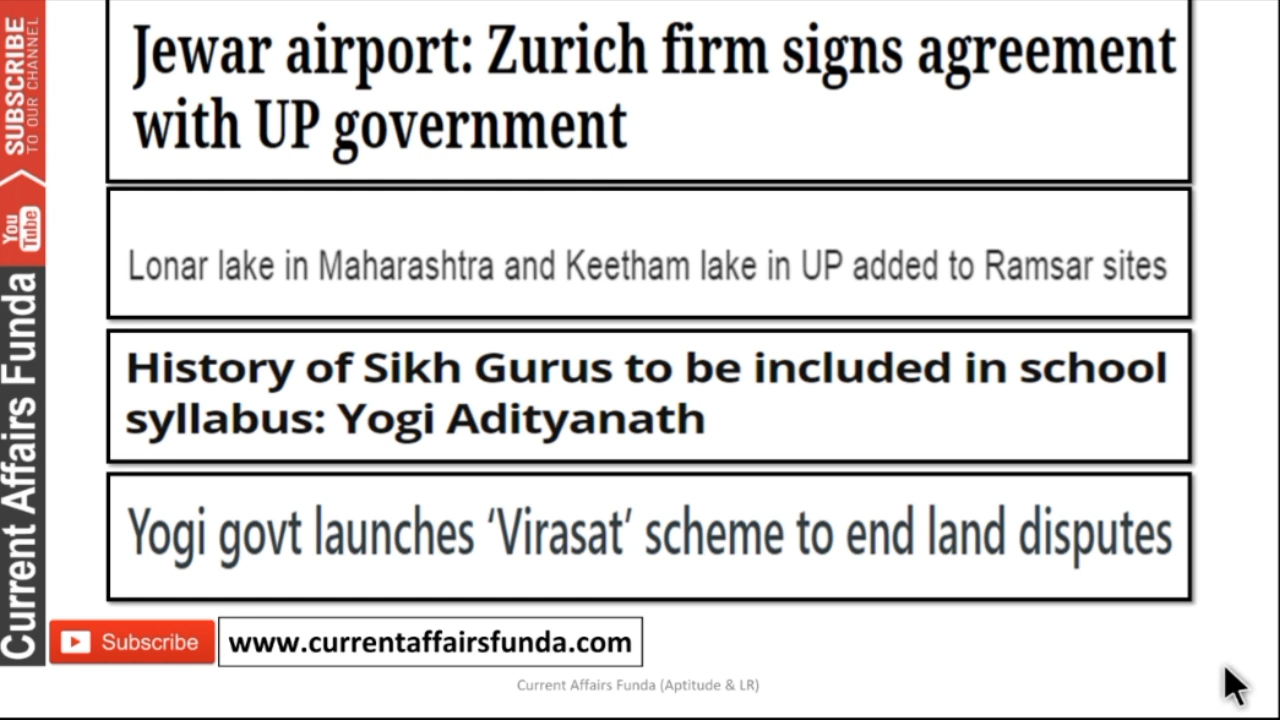 Jewar airport: Zurich firm signs agreement
with UP government
Lonar lake in Maharashtra and Keetham lake in UP added to Ramsar sites
History of Sikh Gurus to be included in school
syllabus: Yogi Adityanath
Yogi govt launches ‘Virasat’ scheme to end land disputes
SUBSCRIBE
TO OUR CHANNEL
You Tube
Current Affairs Funda
Subscribe
www.currentaffairsfunda.com
Current Affairs Funda (Aptitude & LR)